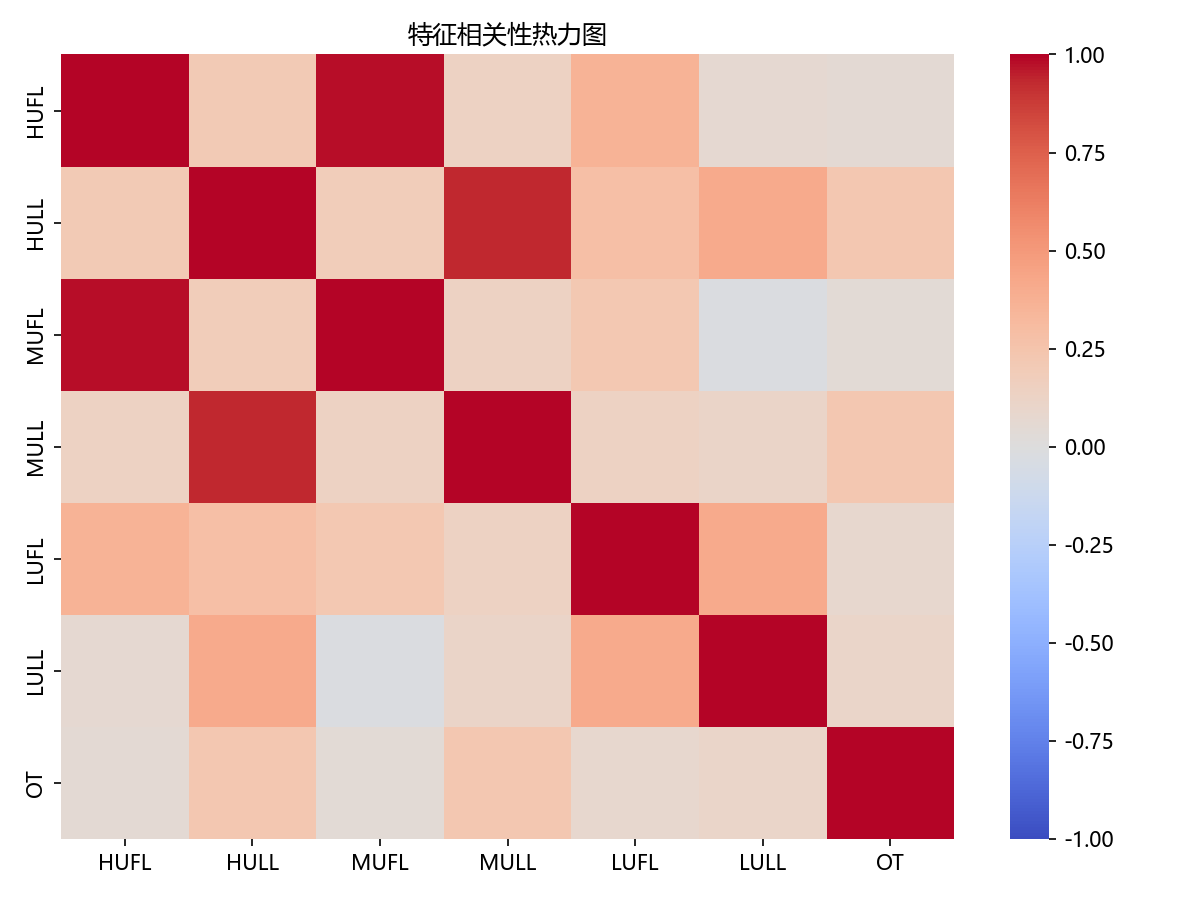 特征相关性热力图
HUFL
HULL
MUFL
MULL
LUFL
LULL
OT
HUFL HULL MUFL MULL LUFL LULL OT
1.00
0.75
0.50
0.25
0.00
-0.25
-0.50
-0.75
-1.00